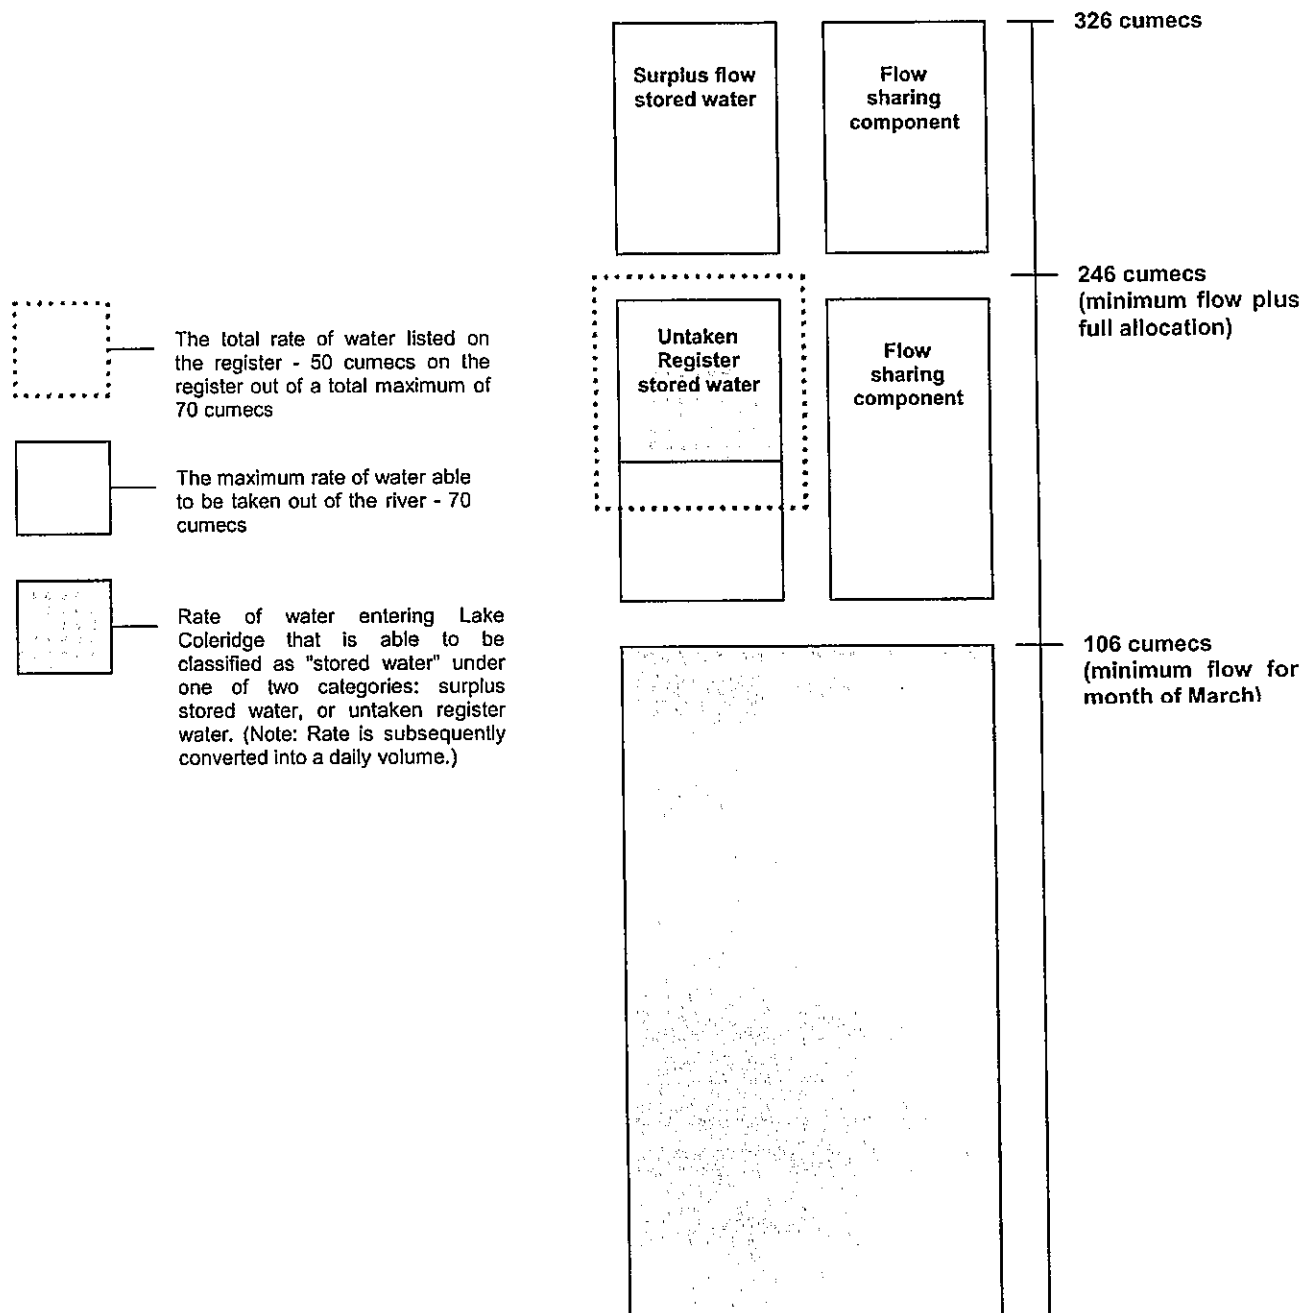 326 cumecs
Surplus flow
stored water
Flow
sharing
component
246 cumecs
(minimum flow plus
full allocation)
Untaken
Register
stored water
Flow
sharing
component
106 cumecs
(minimum flow for
month of March)
The total rate of water listed on
the register - 50 cumecs on the
register out of a total maximum of
70 cumecs
The maximum rate of water able
to be taken out of the river - 70
cumecs
Rate of water entering Lake
Coleridge that is able to be
classified as "stored water" under
one of two categories: surplus
stored water, or untaken register
water. (Note: Rate is subsequently
converted into a daily volume.)